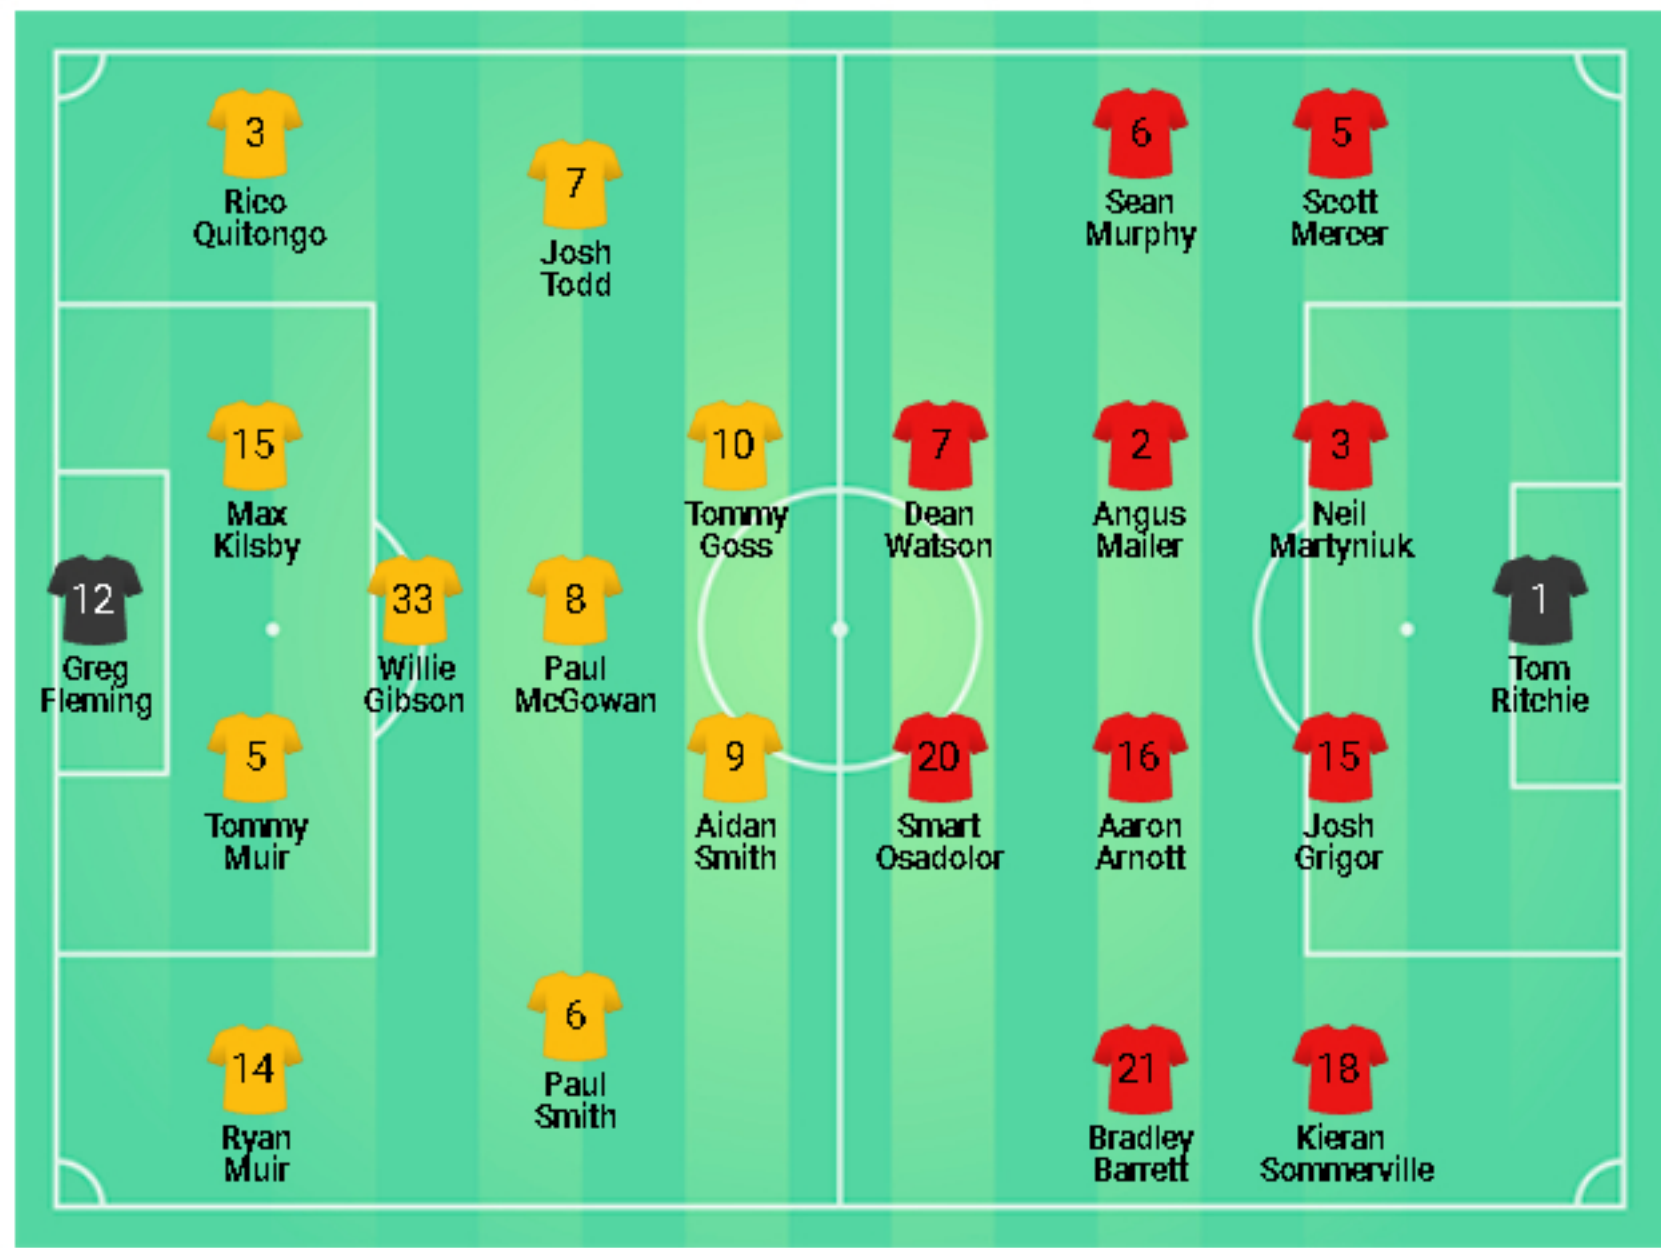 3
Rico
Quitongo
7
Josh
Todd
6
Sean
Murphy
5
Scott
Mercer
15
Max
Kilsby
10
Tommy
Goss
7
Dean
Watson
2
Angus
Mailer
3
Neil
Martyniuk
12
Greg
Fleming
33
Willie
Gibson
8
Paul
McGowan
1
Tom
Ritchie
5
Tommy
Muir
9
Aidan
Smith
20
Smart
Osadolor
16
Aaron
Arnott
15
Josh
Grigor
14
Ryan
Muir
6
Paul
Smith
21
Bradley
Barrett
18
Kieran
Sommerville